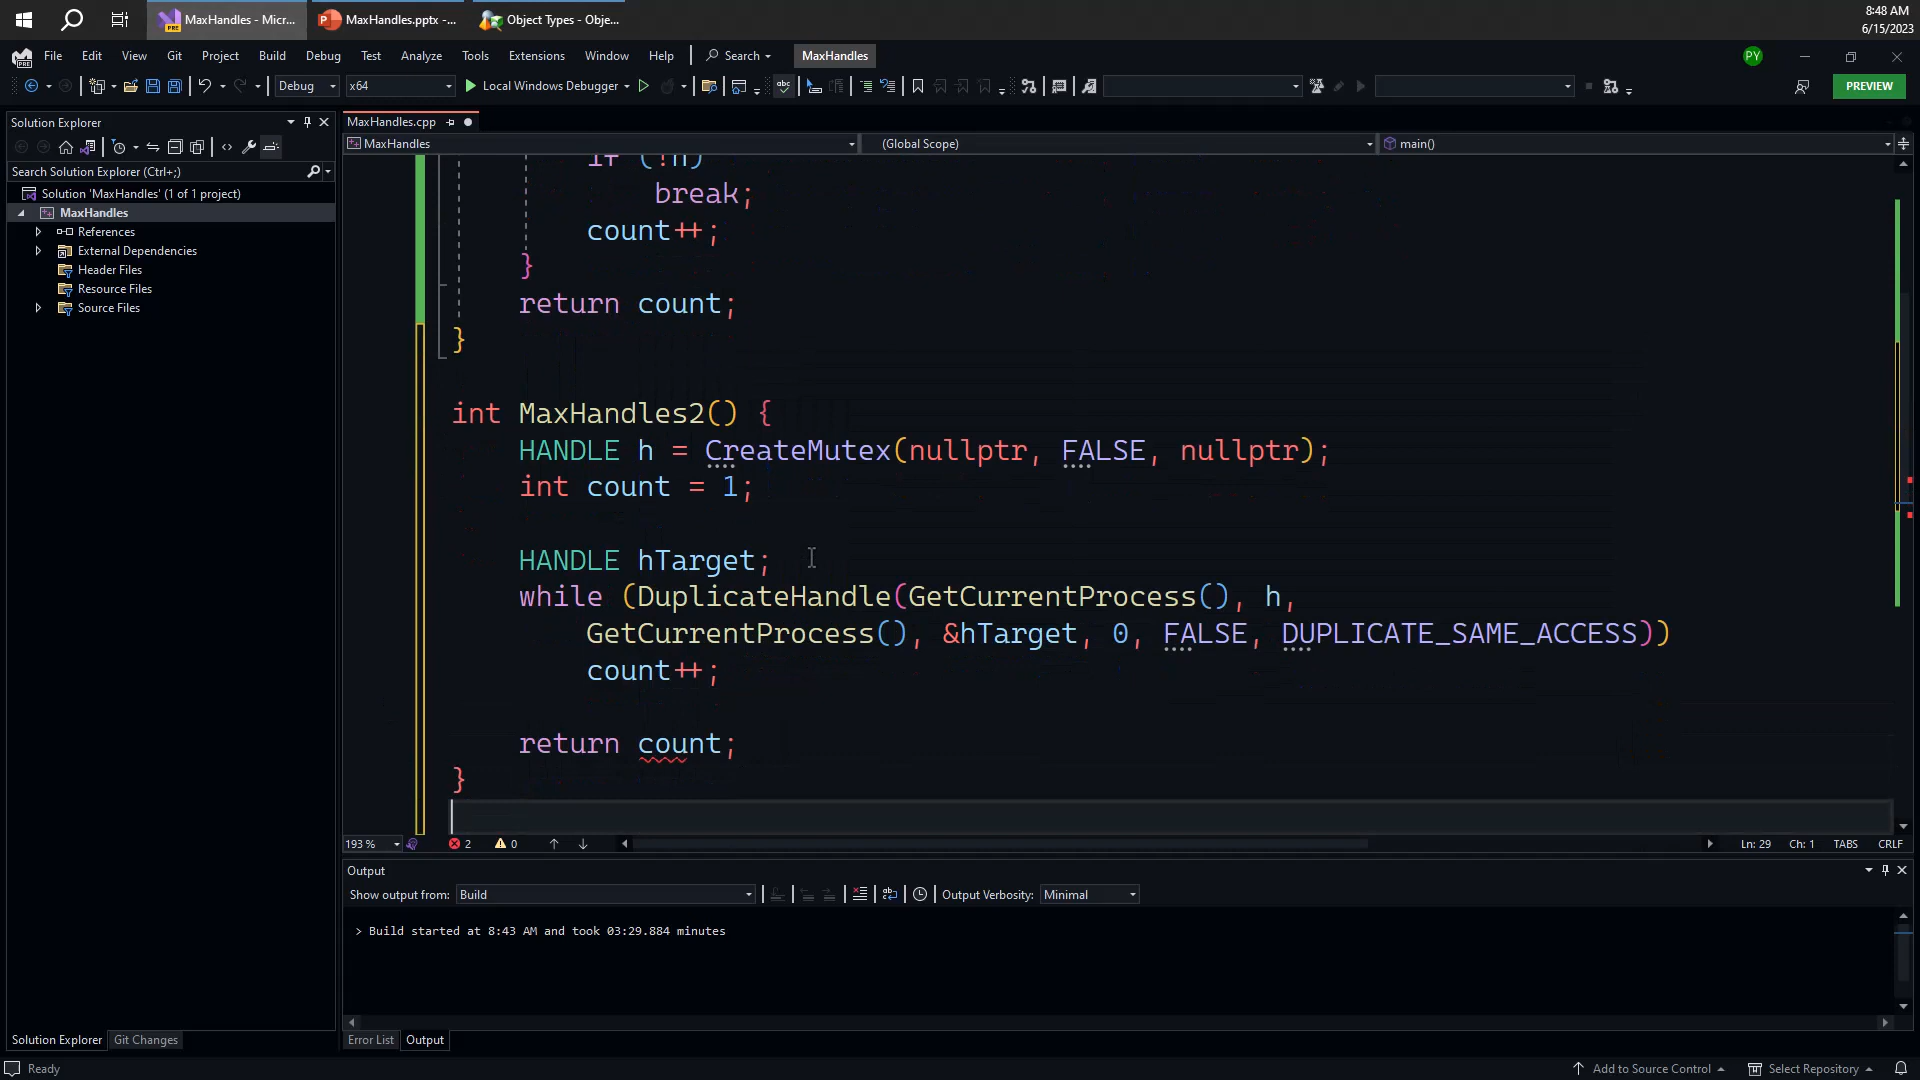 MaxHandles - Micr...
MaxHandles.pptx -...
Object Types - Obje...
8:48 AM
6/15/2023
File Edit View Git Project Build Debug Test Analyze Tools Extensions Window Help Search MaxHandles
PY
Debug x64 Local Windows Debugger PREVIEW
Solution Explorer
Search Solution Explorer (Ctrl+;)
Solution 'MaxHandles' (1 of 1 project)
MaxHandles
References
External Dependencies
Header Files
Resource Files
Source Files
MaxHandles.cpp
MaxHandles (Global Scope) main()
if (!h)
break;
count++;
}
return count;
}
int MaxHandles2() {
HANDLE h = CreateMutex(nullptr, FALSE, nullptr);
int count = 1;
HANDLE hTarget;
while (DuplicateHandle(GetCurrentProcess(), h,
GetCurrentProcess(), &hTarget, 0, FALSE, DUPLICATE_SAME_ACCESS))
count++;
return count;
}
193 % 2 0 Ln: 29 Ch: 1 TABS CRLF
Output
Show output from: Build Output Verbosity: Minimal
> Build started at 8:43 AM and took 03:29.884 minutes
Solution Explorer Git Changes
Error List Output
Ready Add to Source Control Select Repository